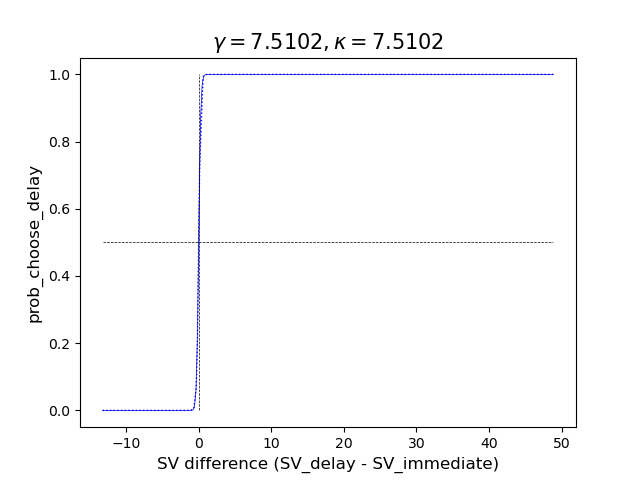 γ = 7.5102, κ = 7.5102
1.0
0.8
0.6
0.4
0.2
0.0
prob_choose_delay
−10 0 10 20 30 40 50
SV difference (SV_delay - SV_immediate)